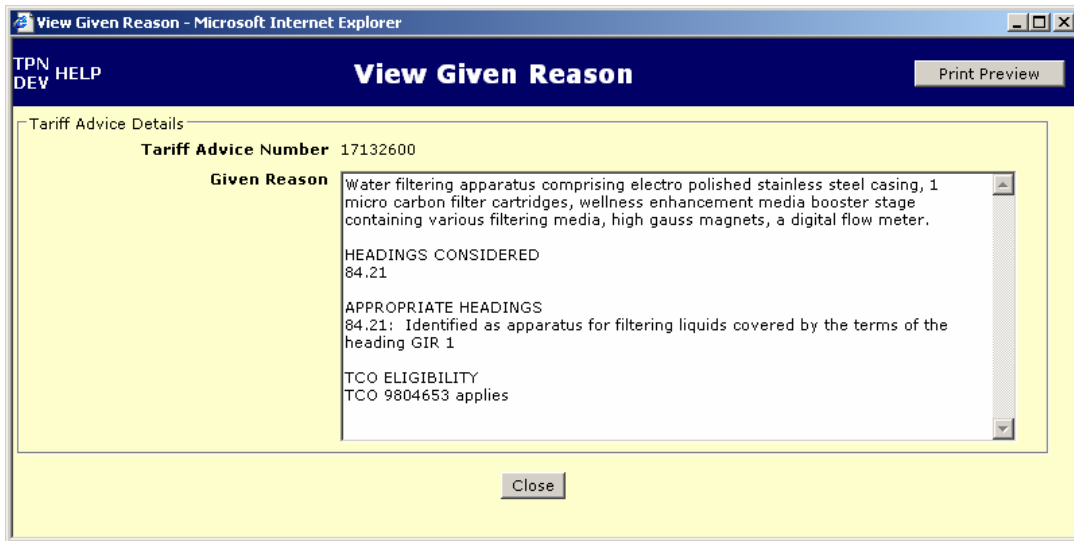 View Given Reason - Microsoft Internet Explorer
TPN
DEV
HELP
View Given Reason
Print Preview
Tariff Advice Details
Tariff Advice Number 17132600
Given Reason
Water filtering apparatus comprising electro polished stainless steel casing, 1
micro carbon filter cartridges, wellness enhancement media booster stage
containing various filtering media, high gauss magnets, a digital flow meter.
HEADINGS CONSIDERED
84.21
APPROPRIATE HEADINGS
84.21: Identified as apparatus for filtering liquids covered by the terms of the
heading GIR 1
TCO ELIGIBILITY
TCO 9804653 applies
Close